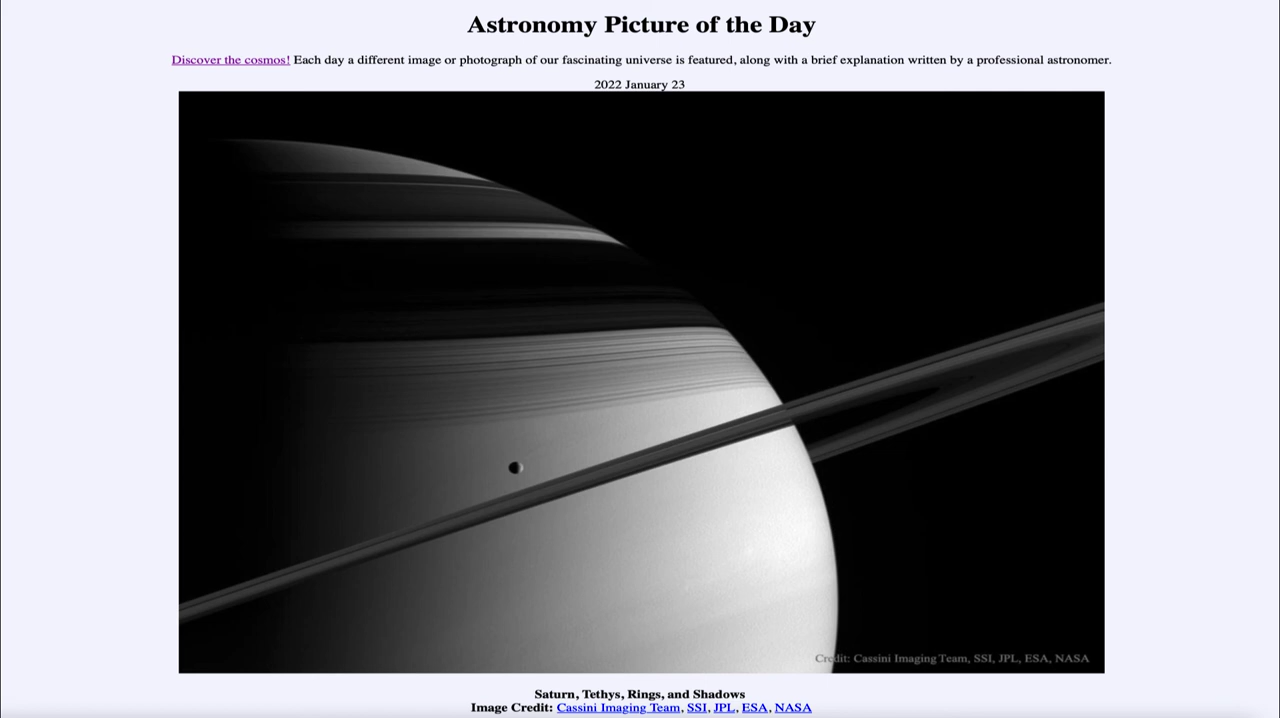 Astronomy Picture of the Day
Discover the cosmos! Each day a different image or photograph of our fascinating universe is featured, along with a brief explanation written by a professional astronomer.
2022 January 23
Credit: Cassini Imaging Team, SSI, JPL, ESA, NASA
Saturn, Tethys, Rings, and Shadows
Image Credit: Cassini Imaging Team, SSI, JPL, ESA, NASA